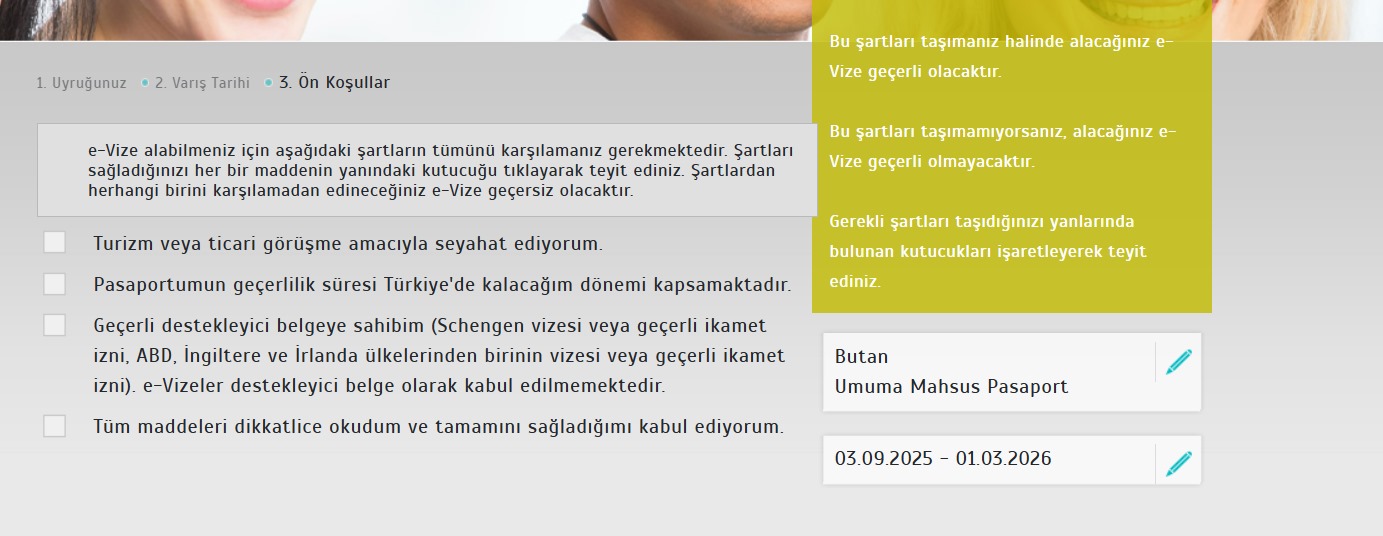 1. Uyruğunuz
2. Varış Tarihi
3. Ön Koşullar
e-Vize alabilmeniz için aşağıdaki şartların tümünü karşılamanız gerekmektedir. Şartları
sağladığınızı her bir maddenin yanındaki kutucuğu tıklayarak teyit ediniz. Şartlardan
herhangi birini karşılamadan edineceğiniz e-Vize geçersiz olacaktır.
Turizm veya ticari görüşme amacıyla seyahat ediyorum.
Pasaportumun geçerlilik süresi Türkiye'de kalacağım dönemi kapsamaktadır.
Geçerli destekleyici belgeye sahibim (Schengen vizesi veya geçerli ikamet
izni, ABD, İngiltere ve İrlanda ülkelerinden birinin vizesi veya geçerli ikamet
izni). e-Vizeler destekleyici belge olarak kabul edilmemektedir.
Tüm maddeleri dikkatlice okudum ve tamamını sağladığımı kabul ediyorum.
Bu şartları taşımanız halinde alacağınız e-
Vize geçerli olacaktır.
Bu şartları taşımamıyorsanız, alacağınız e-
Vize geçerli olmayacaktır.
Gerekli şartları taşıdığınızı yanlarında
bulunan kutucukları işaretleyerek teyit
ediniz.
Butan
Umuma Mahsus Pasaport
03.09.2025 - 01.03.2026